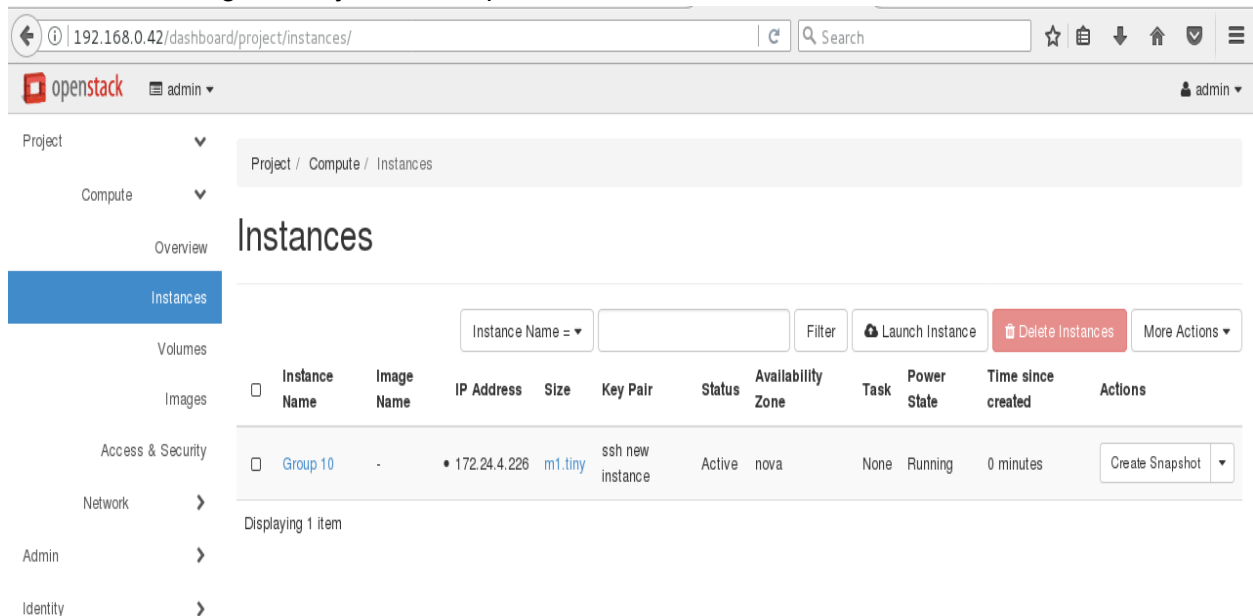 192.168.0.42/dashboard/project/instances/
Search
openstack admin
admin
Project
Compute
Overview
Instances
Volumes
Images
Access & Security
Network
Admin
Identity
Project / Compute / Instances
Instances
Instance Name =
Filter
Launch Instance
Delete Instances
More Actions
Instance Name
Image Name
IP Address
Size
Key Pair
Status
Availability Zone
Task
Power State
Time since created
Actions
Group 10
-
• 172.24.4.226
m1.tiny
ssh new instance
Active
nova
None
Running
0 minutes
Create Snapshot
Displaying 1 item